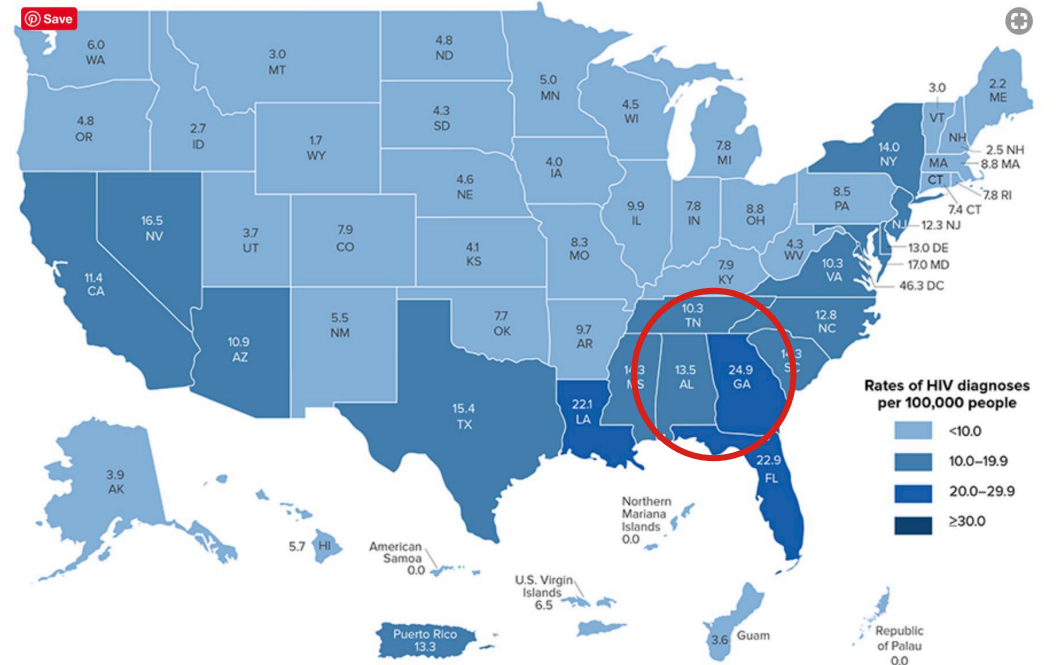 Save
6.0
WA
3.0
MT
4.8
ND
5.0
MN
4.8
OR
2.7
ID
1.7
WY
4.3
SD
4.5
WI
7.8
MI
3.0
VT
NH
2.2
ME
2.5 NH
14.0
NY
MA
8.8 MA
CT
7.8 RI
7.4 CT
16.5
NV
3.7
UT
7.9
CO
4.6
NE
4.0
IA
9.9
IL
7.8
IN
8.8
OH
8.5
PA
NJ
12.3 NJ
13.0 DE
17.0 MD
46.3 DC
11.4
CA
4.1
KS
8.3
MO
7.9
KY
4.3
WV
10.3
VA
10.9
AZ
5.5
NM
7.7
OK
9.7
AR
10.3
TN
12.8
NC
15.4
TX
22.1
LA
14.3
MS
13.5
AL
24.9
GA
14.3
SC
22.9
FL
Rates of HIV diagnoses
per 100,000 people
<10.0
10.0–19.9
20.0–29.9
≥30.0
3.9
AK
5.7 HI
American
Samoa
0.0
Northern
Mariana
Islands
0.0
U.S. Virgin
Islands
6.5
Puerto Rico
13.3
3.6 Guam
Republic
of Palau
0.0